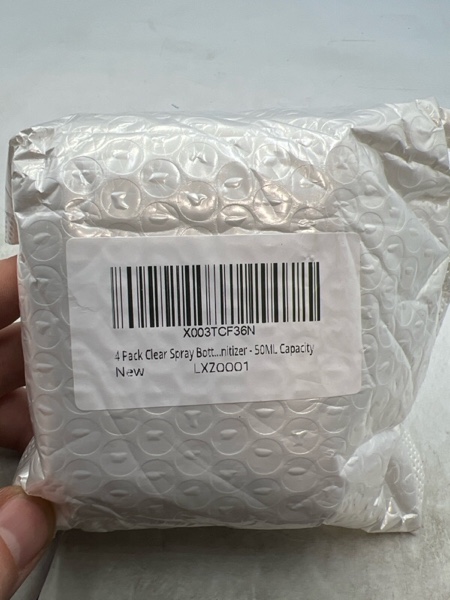 X003TCF36N
4 Pack Clear Spray Bott...nitizer - 50ML Capacity
New LXZ0001